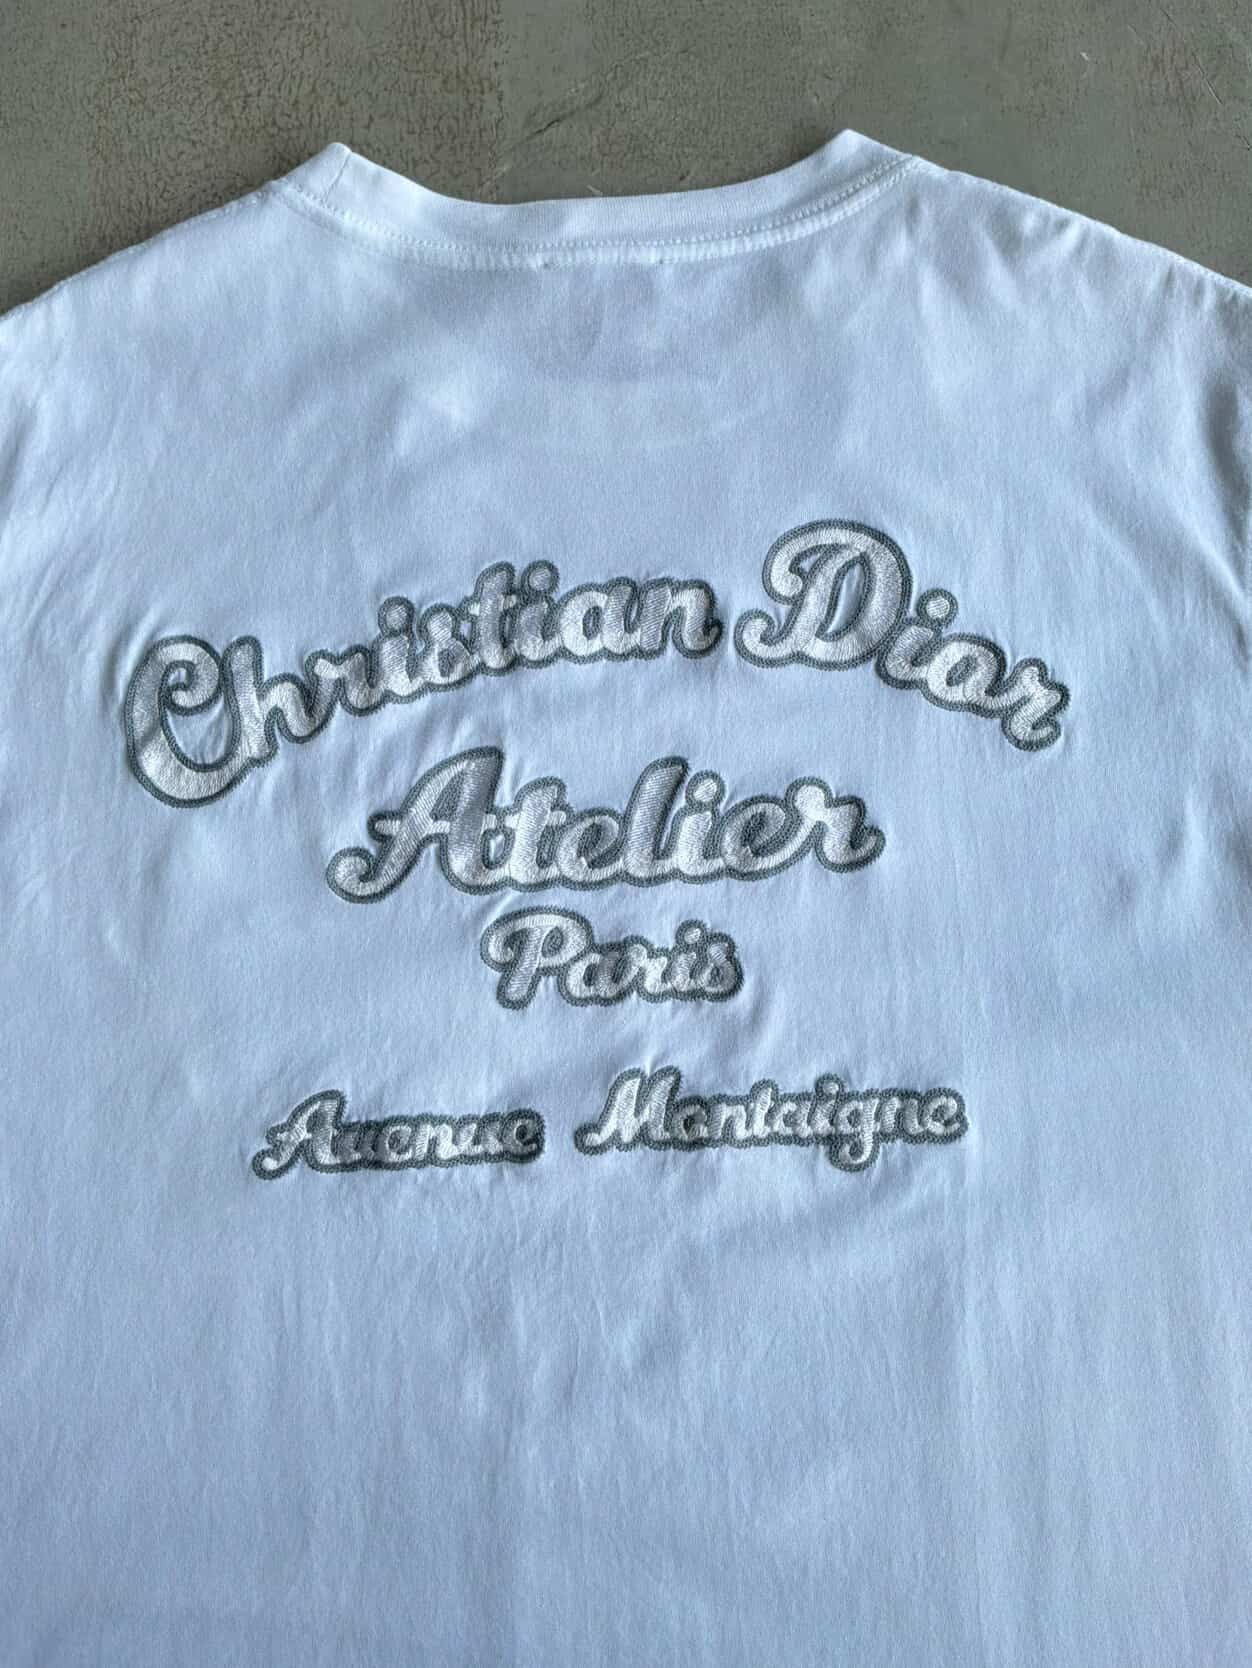 Christian Dior
Atelier
Paris
Avenue Montaigne